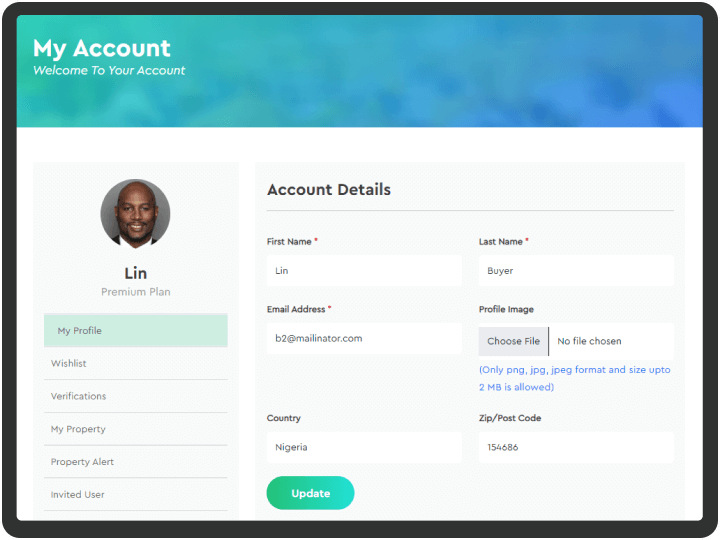 My Account
Welcome To Your Account
Lin
Premium Plan
My Profile
Wishlist
Verifications
My Property
Property Alert
Invited User
Account Details
First Name *
Last Name *
Lin
Buyer
Email Address *
Profile Image
b2@mailinator.com
Choose File
No file chosen
(Only png, jpg, jpeg format and size upto
2 MB is allowed)
Country
Zip/Post Code
Nigeria
154686
Update